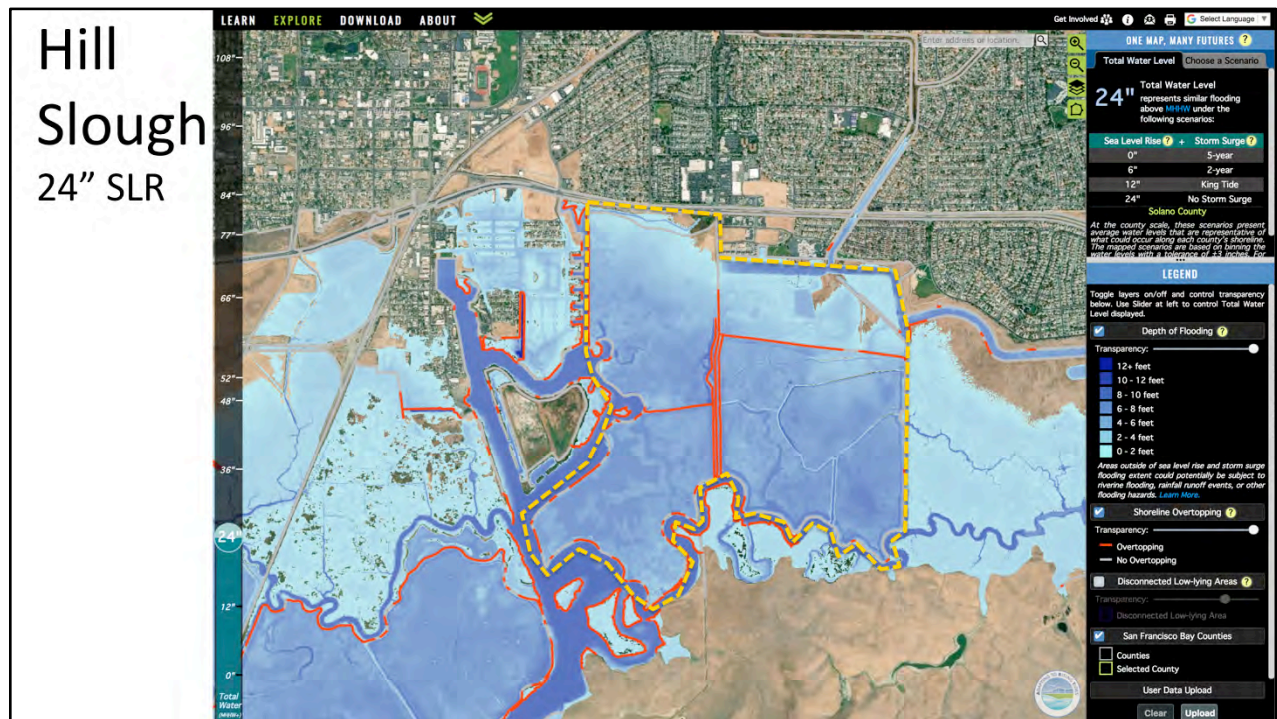 Hill
Slough
24” SLR
LEARN EXPLORE DOWNLOAD ABOUT
Get Involved
Select Language
Enter address or location.
108"
96"
84"
77"
66"
52"
48"
36"
24"
12"
0"
Total
Water
(MHHW+)
ONE MAP, MANY FUTURES ?
Total Water Level Choose a Scenario
24" Total Water Level
represents similar flooding
above MHHW under the
following scenarios:
Sea Level Rise ? + Storm Surge ?
0" 5-year
6" 2-year
12" King Tide
24" No Storm Surge
Solano County
At the county scale, these scenarios present
average water levels that are representative of
what could occur along each county's shoreline.
The mapped scenarios are based on binning the
water levels with a tolerance of ±3 inches. For
LEGEND
Toggle layers on/off and control transparency
below. Use Slider at left to control Total Water
Level displayed.
Depth of Flooding ?
Transparency:
12+ feet
10 - 12 feet
8 - 10 feet
6 - 8 feet
4 - 6 feet
2 - 4 feet
0 - 2 feet
Areas outside of sea level rise and storm surge
flooding extent could potentially be subject to
riverine flooding, rainfall runoff events, or other
flooding hazards. Learn More.
Shoreline Overtopping ?
Transparency:
Overtopping
No Overtopping
Disconnected Low-lying Areas ?
Transparency:
Disconnected Low-lying Area
San Francisco Bay Counties
Counties
Selected County
User Data Upload
Clear Upload